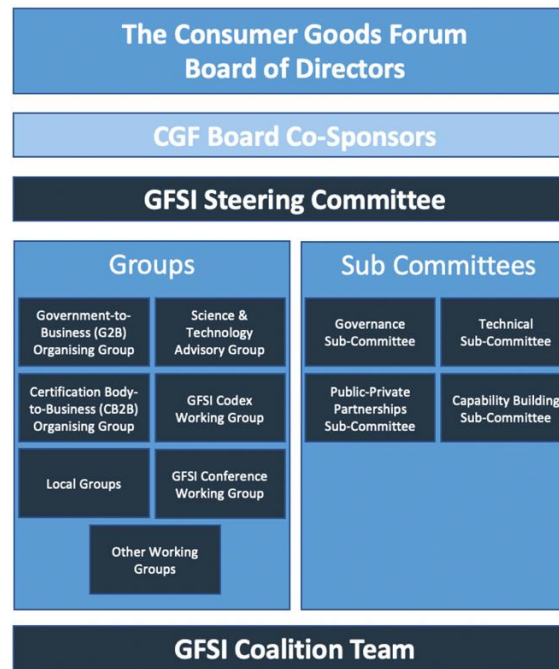 The Consumer Goods Forum
Board of Directors
CGF Board Co-Sponsors
GFSI Steering Committee
Groups
Government-to-
Business (G2B)
Organising Group
Science &
Technology
Advisory Group
Certification Body-
to-Business (CB2B)
Organising Group
GFSI Codex
Working Group
Local Groups
GFSI Conference
Working Group
Other Working
Groups
Sub Committees
Governance
Sub-Committee
Technical
Sub-Committee
Public-Private
Partnerships
Sub-Committee
Capability Building
Sub-Committee
GFSI Coalition Team